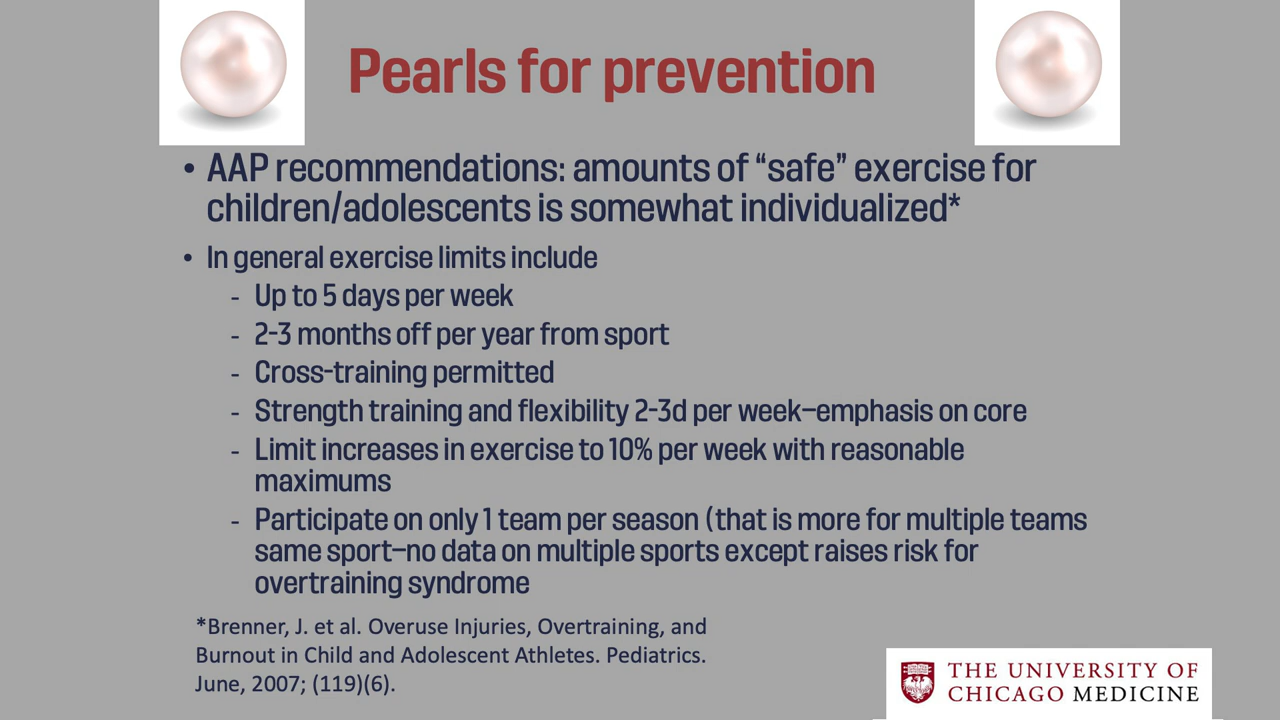 Pearls for prevention
• AAP recommendations: amounts of “safe” exercise for
children/adolescents is somewhat individualized*
• In general exercise limits include
- Up to 5 days per week
- 2-3 months off per year from sport
- Cross-training permitted
- Strength training and flexibility 2-3d per week—emphasis on core
- Limit increases in exercise to 10% per week with reasonable
maximums
- Participate on only 1 team per season (that is more for multiple teams
same sport—no data on multiple sports except raises risk for
overtraining syndrome
*Brenner, J. et al. Overuse Injuries, Overtraining, and
Burnout in Child and Adolescent Athletes. Pediatrics.
June, 2007; (119)(6).
THE UNIVERSITY OF
CHICAGO MEDICINE